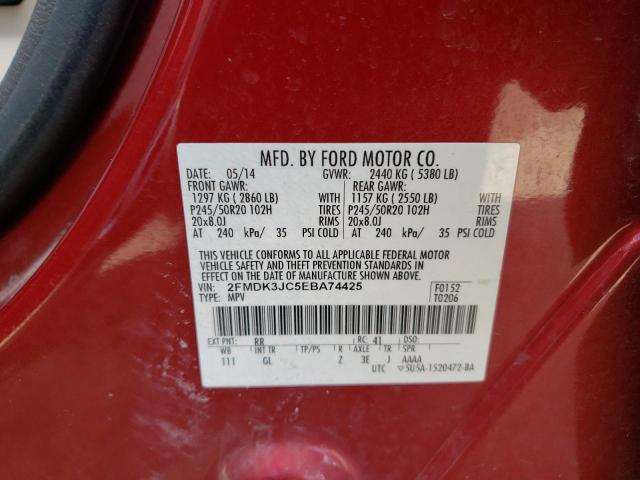 MFD. BY FORD MOTOR CO.
DATE: 05/14 GVWR: 2440 KG ( 5380 LB)
FRONT GAWR: REAR GAWR:
1297 KG ( 2860 LB) WITH 1157 KG ( 2550 LB) WITH
P245/50R20 102H TIRES P245/50R20 102H TIRES
20x8.0J RIMS 20x8.0J RIMS
AT 240 kPa/ 35 PSI COLD AT 240 kPa/ 35 PSI COLD
THIS VEHICLE CONFORMS TO ALL APPLICABLE FEDERAL MOTOR
VEHICLE SAFETY AND THEFT PREVENTION STANDARDS IN
EFFECT ON THE DATE OF MANUFACTURE SHOWN ABOVE.
VIN: 2FMDK3JC5EBA74425 F0152
TYPE: MPV T0206
EXT PNT: RR RC: 41 DSO:
WB INT TR TP/PS R AXLE TR SPR
111 GL Z 3E J AAAA
UTC ▽5U5A-1520472-BA